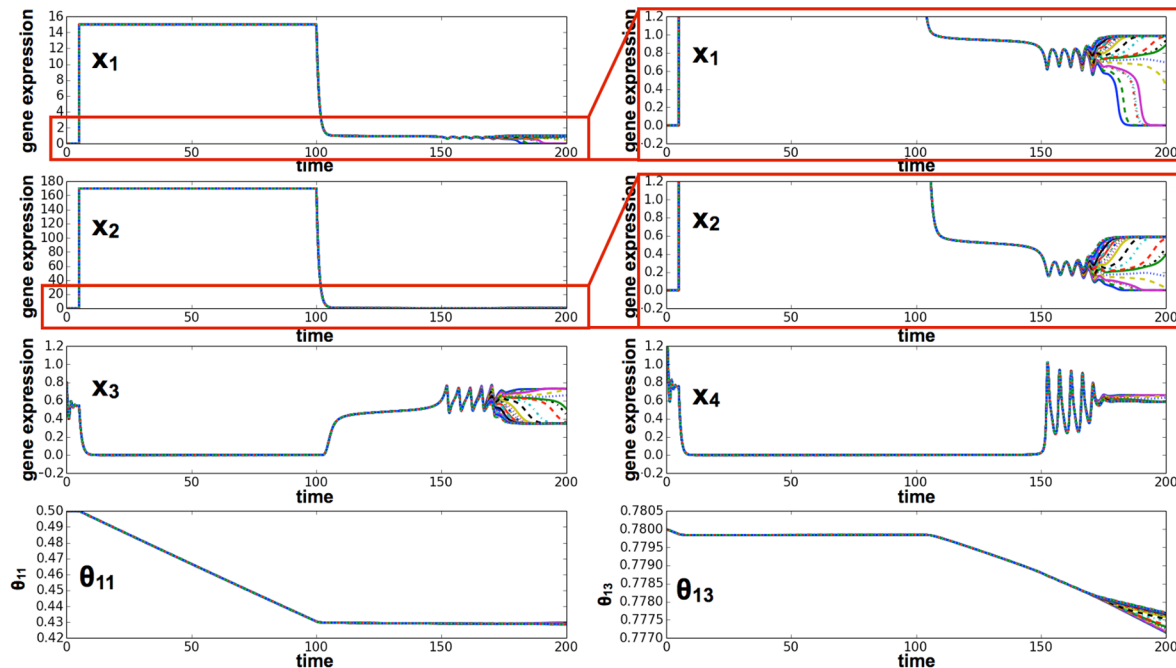 gene expression
16
14
12
10
8
6
4
2
0
x₁
0 50 100 150 200
time
gene expression
1.2
1.0
0.8
0.6
0.4
0.2
0.0
-0.2
x₁
0 50 100 150 200
time
gene expression
180
160
140
120
100
80
60
40
20
0
x₂
0 50 100 150 200
time
gene expression
1.2
1.0
0.8
0.6
0.4
0.2
0.0
-0.2
x₂
0 50 100 150 200
time
gene expression
1.2
1.0
0.8
0.6
0.4
0.2
0.0
-0.2
x₃
0 50 100 150 200
time
gene expression
1.2
1.0
0.8
0.6
0.4
0.2
0.0
-0.2
x₄
0 50 100 150 200
time
θ₁₁
0.50
0.49
0.48
0.47
0.46
0.45
0.44
0.43
0.42
θ₁₁
0 50 100 150 200
time
θ₁₃
0.7805
0.7800
0.7795
0.7790
0.7785
0.7780
0.7775
0.7770
θ₁₃
0 50 100 150 200
time